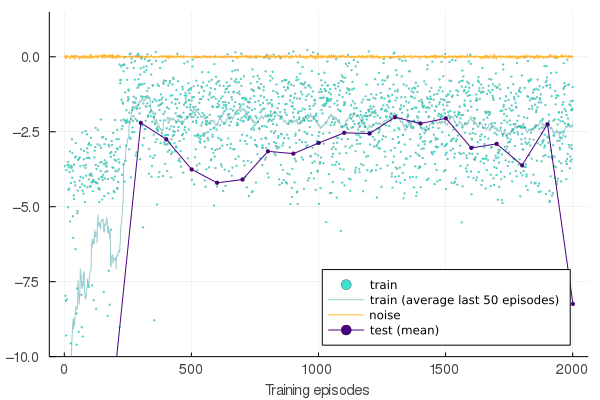 0.0
−2.5
−5.0
−7.5
−10.0
0
500
1000
1500
2000
Training episodes
train
train (average last 50 episodes)
noise
test (mean)